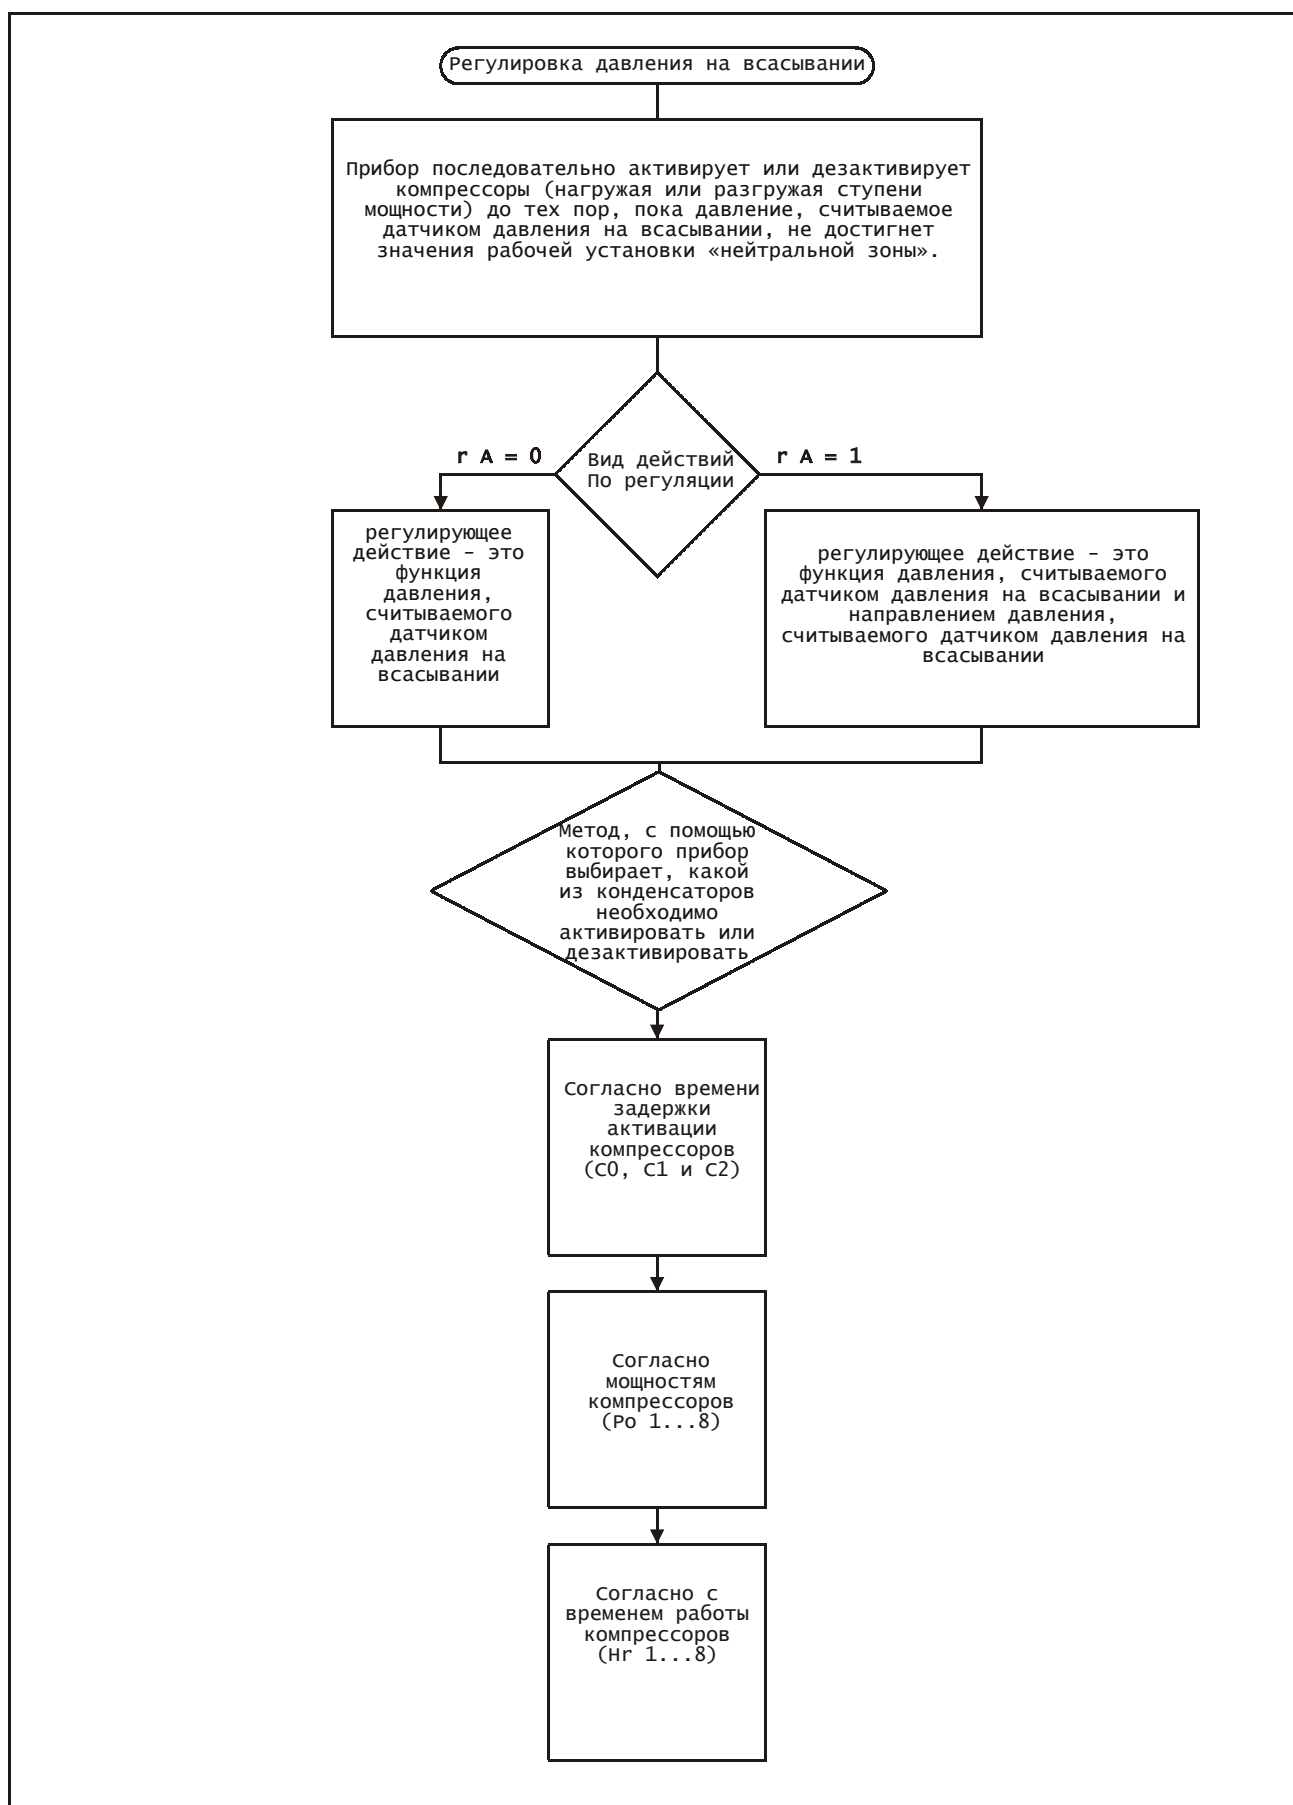 Регулировка давления на всасывании
Прибор последовательно активирует или дезактивирует
компрессоры (нагружая или разгружая ступени
мощности) до тех пор, пока давление, считываемое
датчиком давления на всасывании, не достигнет
значения рабочей установки «нейтральной зоны».
r A = 0
r A = 1
Вид действий
По регуляции
регулирующее
действие - это
функция
давления,
считываемого
датчиком
давления на
всасывании
регулирующее действие - это
функция давления, считываемого
датчиком давления на всасывании и
направлением давления,
считываемого датчиком давления на
всасывании
Метод, с помощью
которого прибор
выбирает, какой
из конденсаторов
необходимо
активировать или
дезактивировать
Согласно времени
задержки
активации
компрессоров
(C0, C1 и C2)
Согласно
мощностям
компрессоров
(Po 1...8)
Согласно с
временем работы
компрессоров
(Hr 1...8)